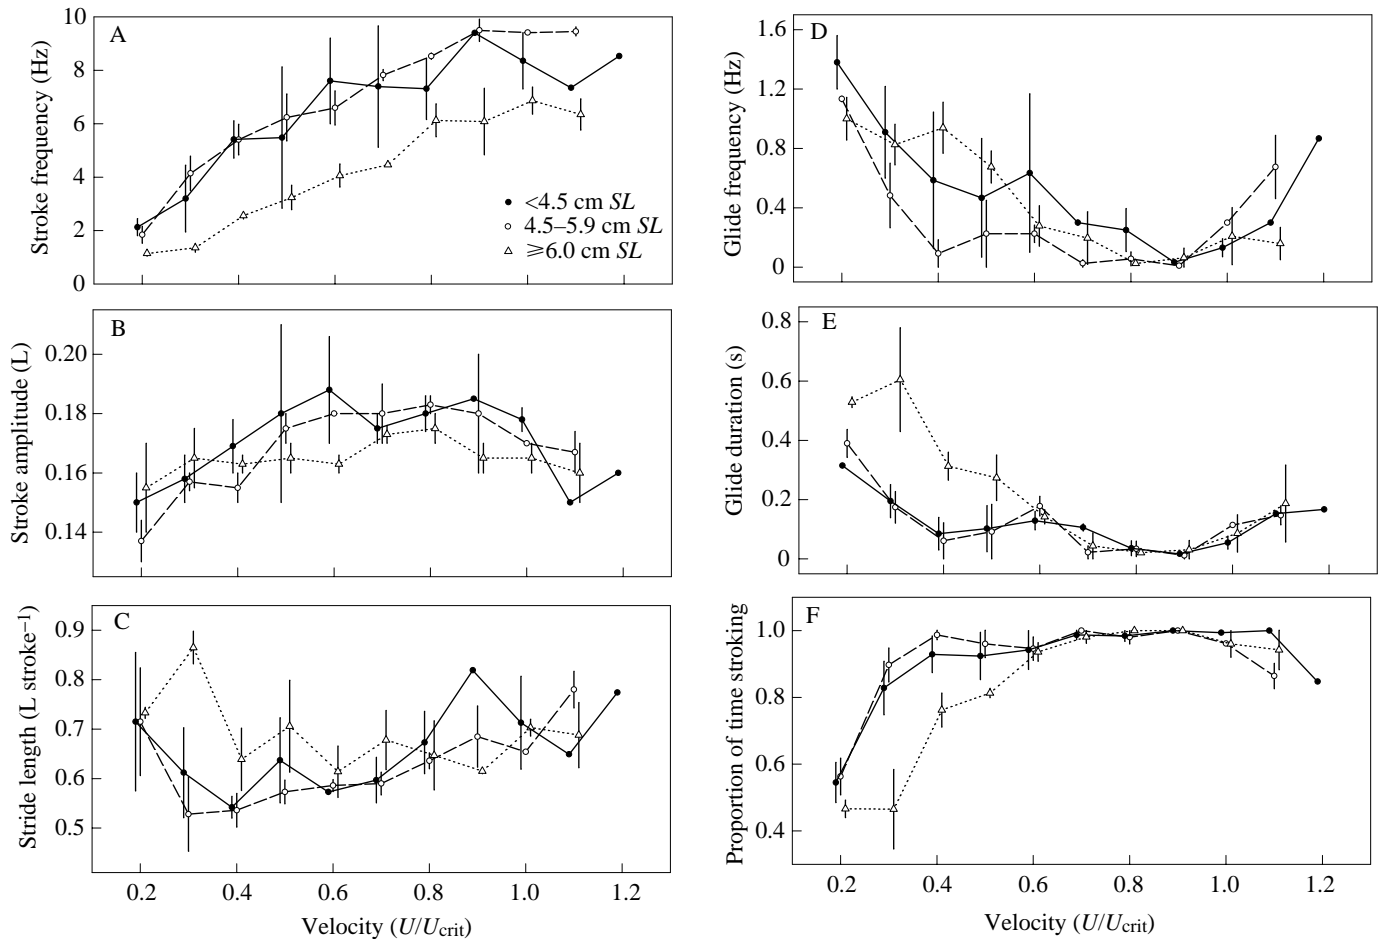 A
Stroke frequency (Hz)
10
8
6
4
2
0
<4.5 cm SL
4.5–5.9 cm SL
⩾6.0 cm SL
B
Stroke amplitude (L)
0.20
0.18
0.16
0.14
C
Stride length (L stroke⁻¹)
0.9
0.8
0.7
0.6
0.5
0.2 0.4 0.6 0.8 1.0 1.2
Velocity (U/Ucrit)
D
Glide frequency (Hz)
1.6
1.2
0.8
0.4
0
E
Glide duration (s)
0.8
0.6
0.4
0.2
0
F
Proportion of time stroking
1.0
0.8
0.6
0.4
0.2 0.4 0.6 0.8 1.0 1.2
Velocity (U/Ucrit)